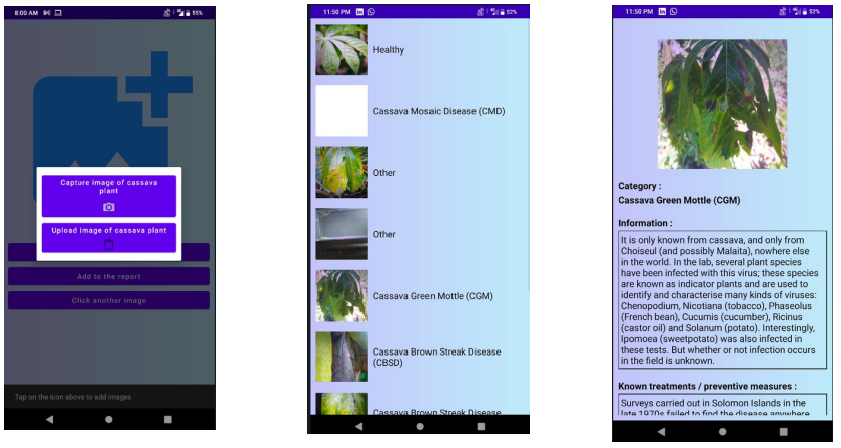 8:00 AM
55%
Capture image of cassava
plant
Upload image of cassava plant
Add to the report
Click another image
Tap on the icon above to add images
11:50 PM
52%
Healthy
Cassava Mosaic Disease (CMD)
Other
Other
Cassava Green Mottle (CGM)
Cassava Brown Streak Disease
(CBSD)
Cassava Brown Streak Disease
11:50 PM
52%
Category :
Cassava Green Mottle (CGM)
Information :
It is only known from cassava, and only from
Choiseul (and possibly Malaita), nowhere else
in the world. In the lab, several plant species
have been infected with this virus; these species
are known as indicator plants and are used to
identify and characterise many kinds of viruses:
Chenopodium, Nicotiana (tobacco), Phaseolus
(French bean), Cucumis (cucumber), Ricinus
(castor oil) and Solanum (potato). Interestingly,
Ipomoea (sweetpotato) was also infected in
these tests. But whether or not infection occurs
in the field is unknown.
Known treatments / preventive measures :
Surveys carried out in Solomon Islands in the
late 1970s failed to find the disease anywhere